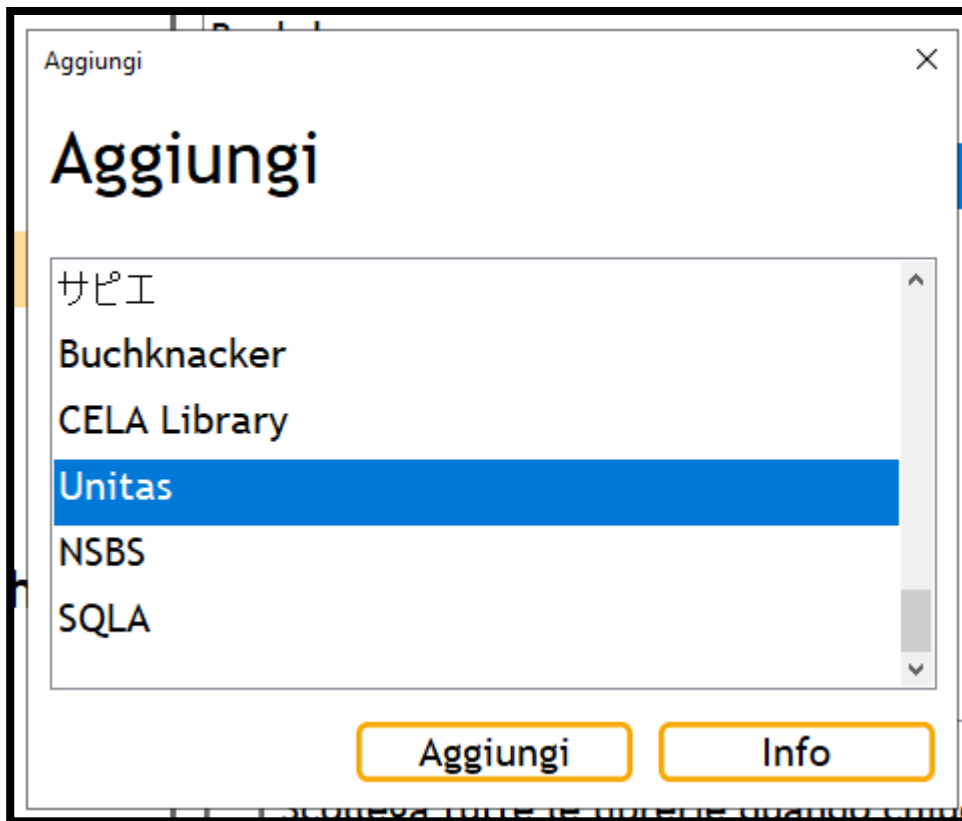 Aggiungi
Aggiungi
サピエ
Buchknacker
CELA Library
Unitas
NSBS
SQLA
Aggiungi Info